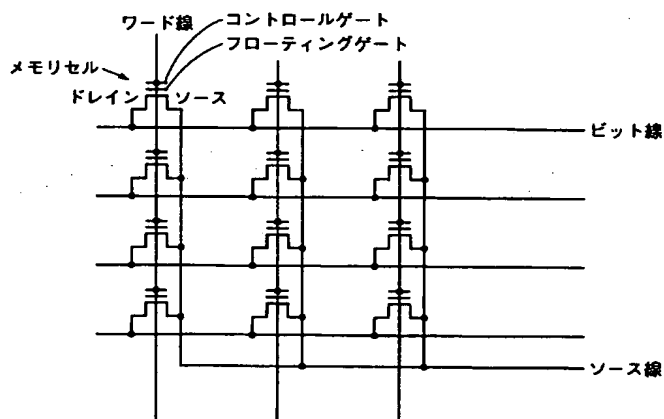 ワード線
コントロールゲート
フローティングゲート
メモリセル
ドレイン
ソース
ビット線
ソース線